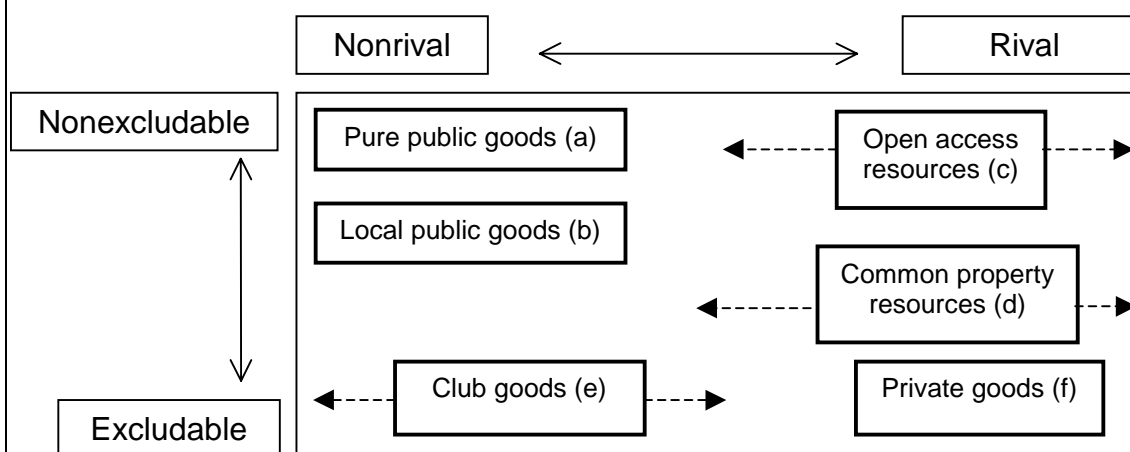 Nonrival
Rival
Nonexcludable
Pure public goods (a)
Open access
resources (c)
Local public goods (b)
Common property
resources (d)
Club goods (e)
Private goods (f)
Excludable